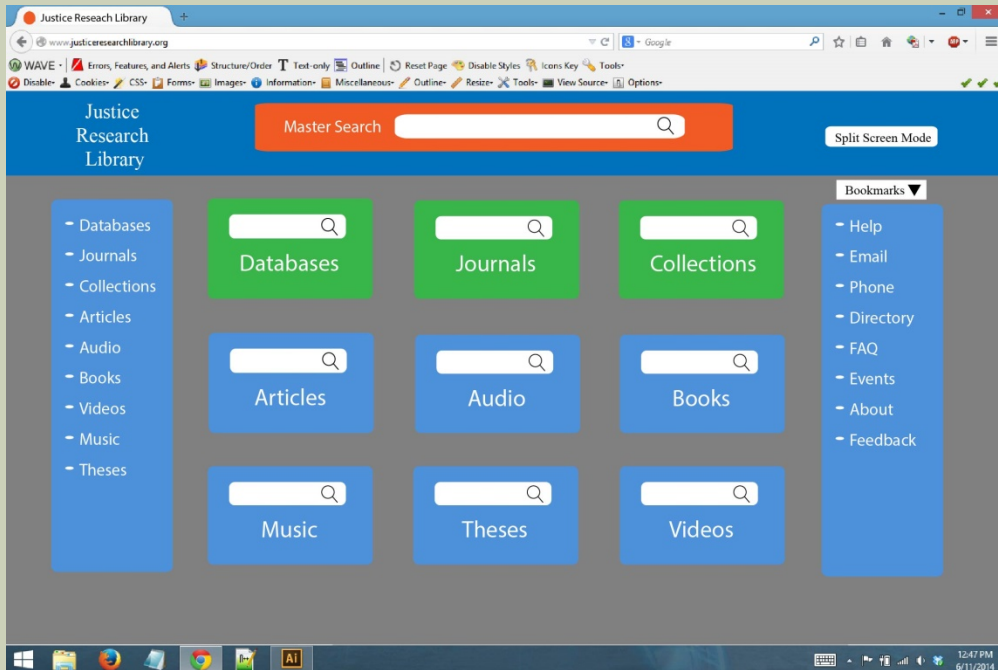 Justice Reseach Library
www.justiceresearchlibrary.org
Google
WAVE Errors, Features, and Alerts Structure/Order Text-only Outline Reset Page Disable Styles Icons Key Tools
Disable Cookies CSS Forms Images Information Miscellaneous Outline Resize Tools View Source Options
Justice
Research
Library
Master Search
Split Screen Mode
Bookmarks
Databases
Journals
Collections
Articles
Audio
Books
Videos
Music
Theses
Databases
Journals
Collections
Articles
Audio
Books
Music
Theses
Videos
Help
Email
Phone
Directory
FAQ
Events
About
Feedback
Ai
12:47 PM
6/11/2014